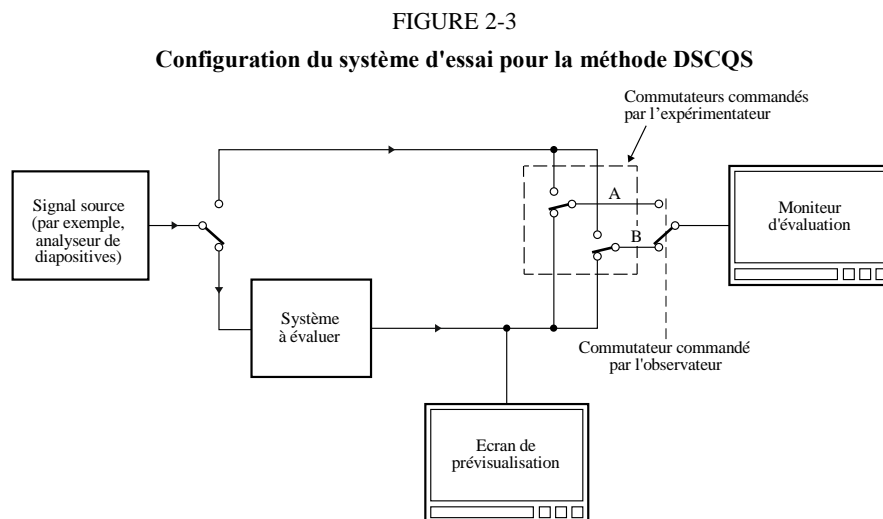 FIGURE 2-3
Configuration du système d'essai pour la méthode DSCQS
Commutateurs commandés
par l’expérimentateur
Signal source
(par exemple,
analyseur de
diapositives)
A
B
Moniteur
d'évaluation
Système
à évaluer
Commutateur commandé
par l'observateur
Ecran de
prévisualisation